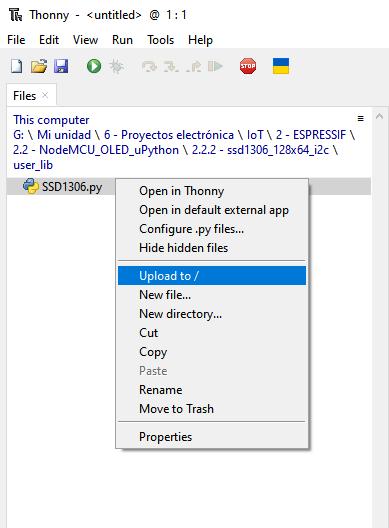 Thonny - <untitled> @ 1 : 1
File Edit View Run Tools Help
STOP
Files ×
This computer
G: \ Mi unidad \ 6 - Proyectos electrónica \ IoT \ 2 - ESPRESSIF \
2.2 - NodeMCU_OLED_uPython \ 2.2.2 - ssd1306_128x64_i2c \
user_lib
SSD1306.py
Open in Thonny
Open in default external app
Configure .py files...
Hide hidden files
Upload to /
New file...
New directory...
Cut
Copy
Paste
Rename
Move to Trash
Properties